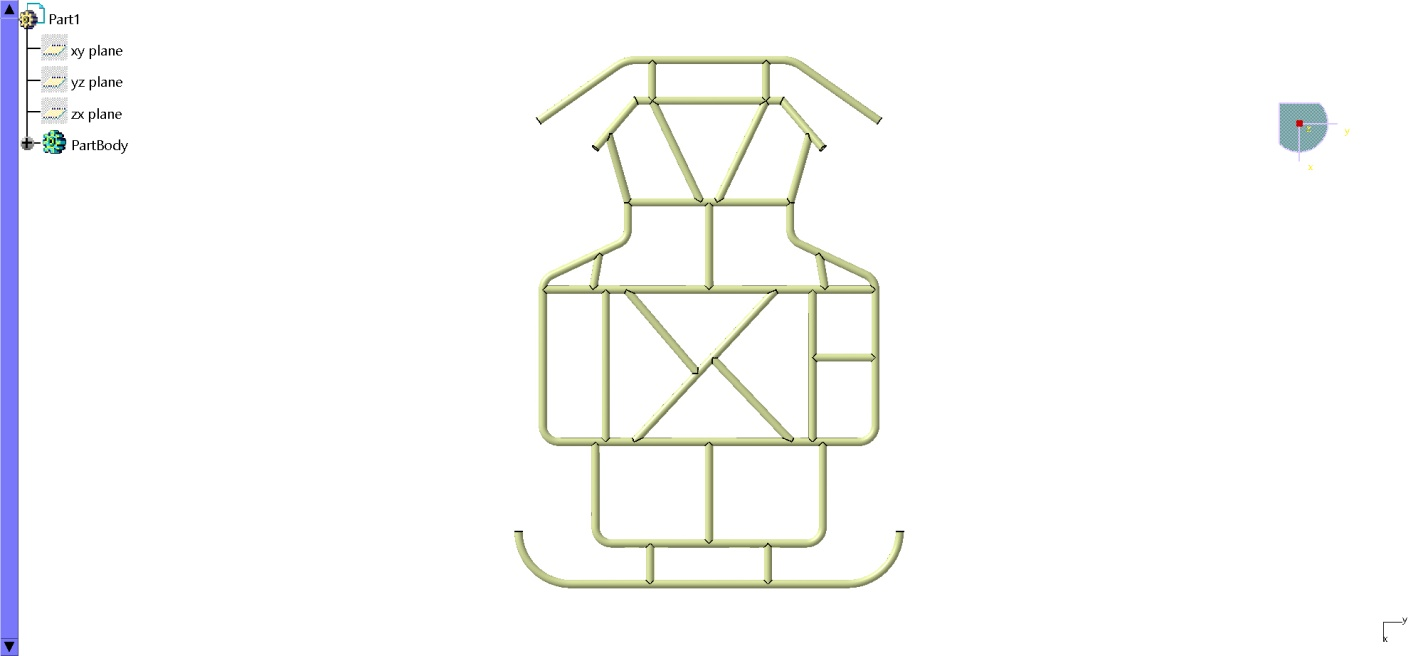 Part1
xy plane
yz plane
zx plane
PartBody
z
y
x
y
x